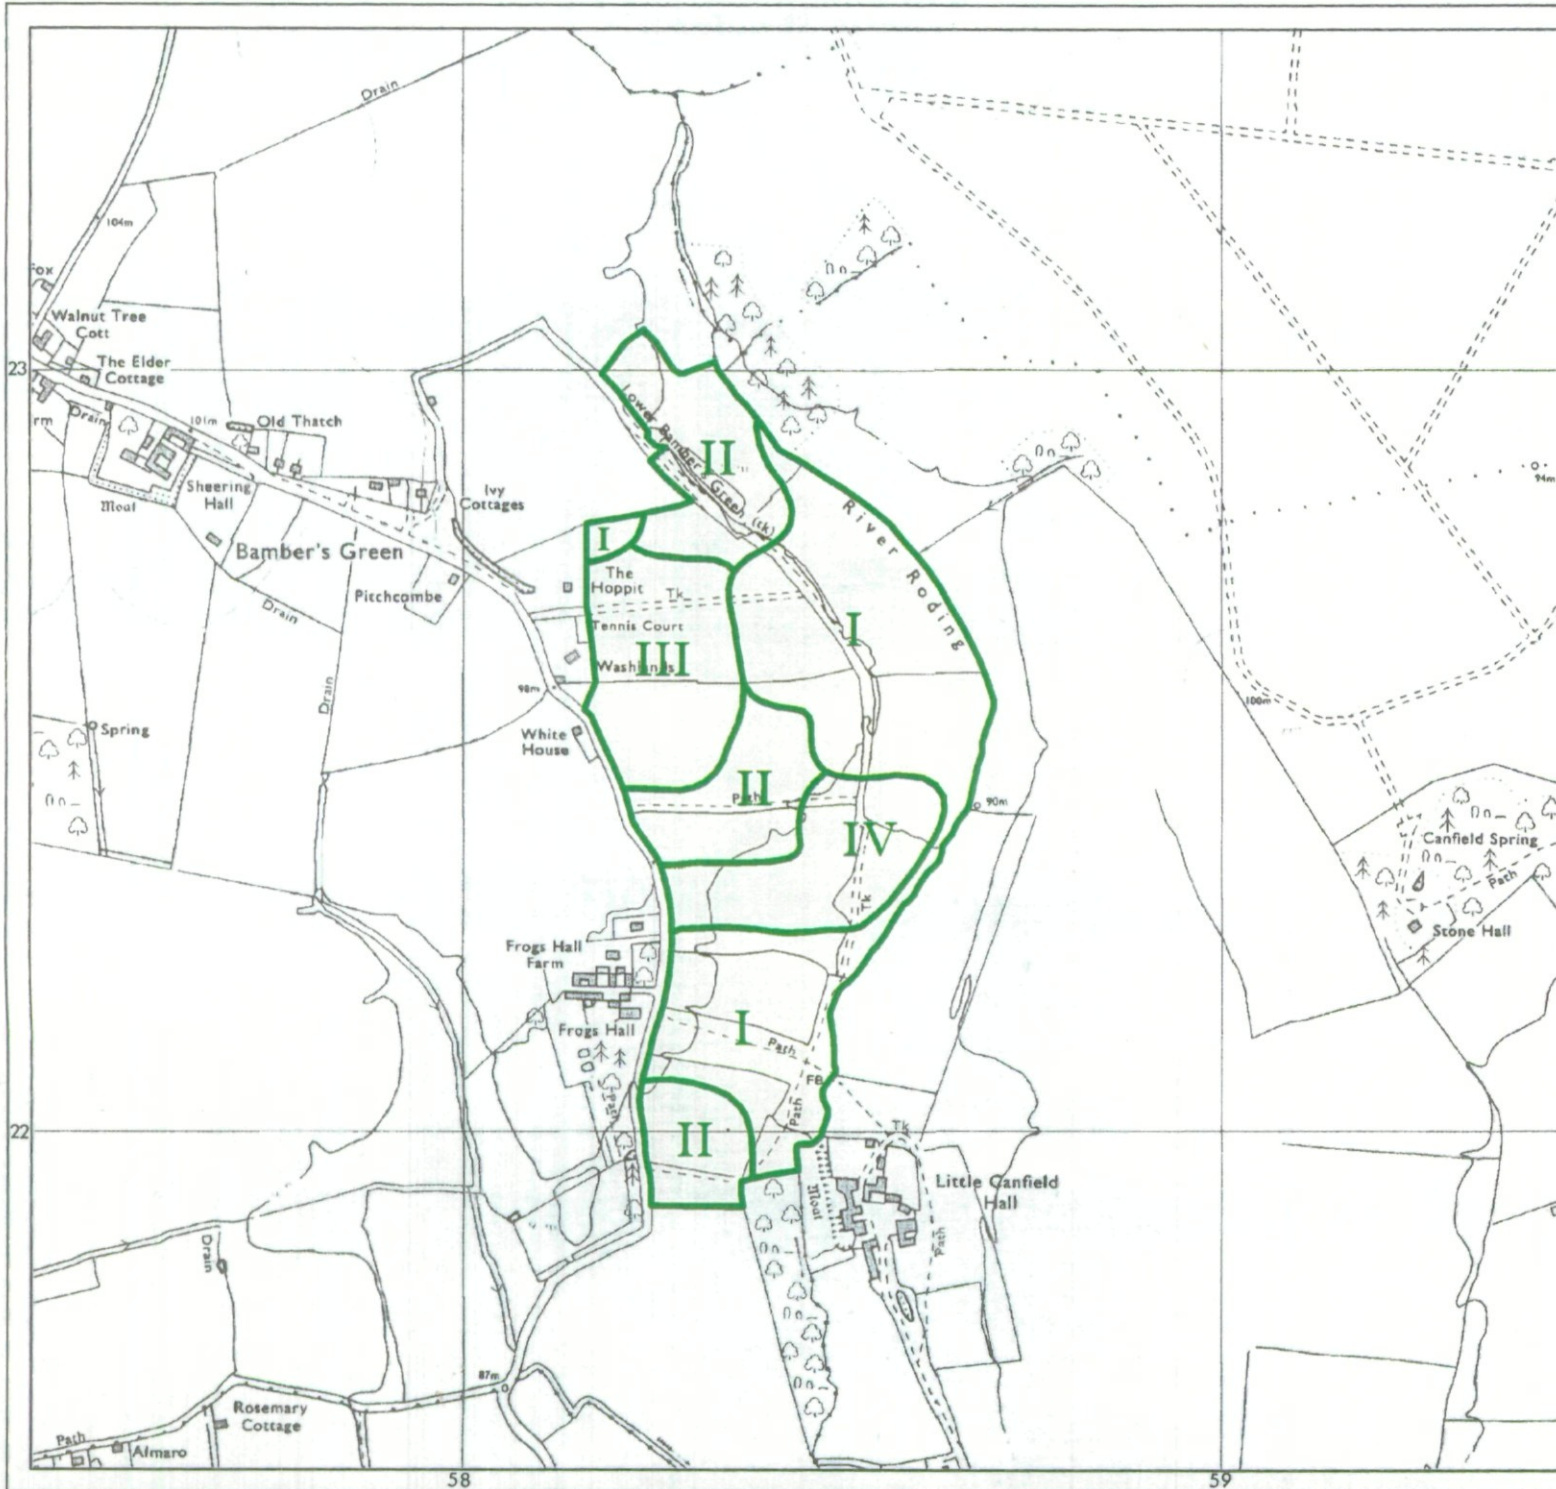 Drain
104m
Fox
Walnut Tree
Cott
23
The Elder
Cottage
rm
Drain
101m
Old Thatch
Lower Bamber's Green (tk)
II
Sheering
Hall
Moat
Ivy
Cottages
94m
River Roding
Bamber's Green
I
The
Hoppit
Pitchcombe
Tk
Drain
Tennis Court
I
III
Washlands
Drain
98m
100m
Spring
White
House
II
Path
90m
IV
Canfield Spring
Path
Tk
Stone Hall
Frogs Hall
Farm
Frogs Hall
I
Path
FB
Path
Path
22
II
Tk
Little Canfield
Hall
Moat
Path
Drain
87m
Rosemary
Cottage
Path
Almaro
58
59